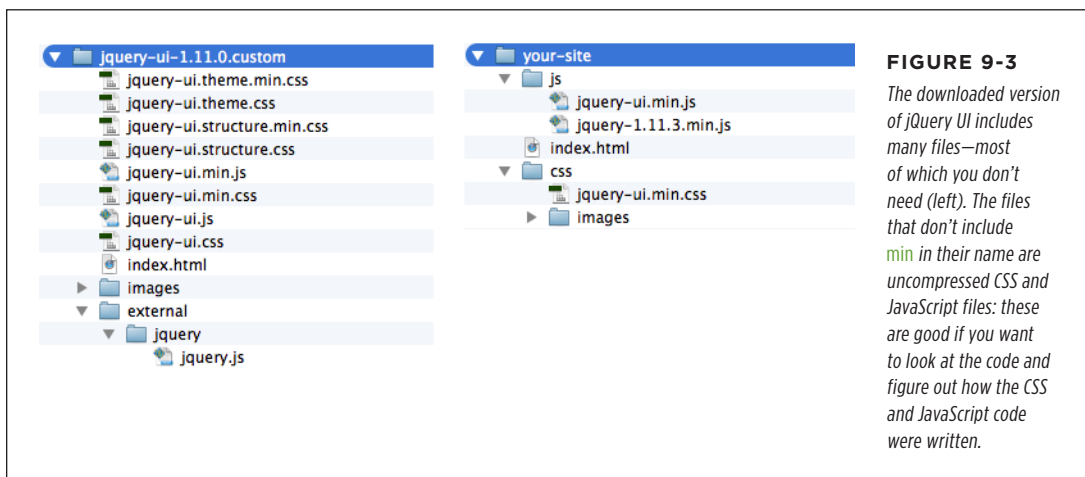 jquery-ui-1.11.0.custom
jquery-ui.theme.min.css
jquery-ui.theme.css
jquery-ui.structure.min.css
jquery-ui.structure.css
jquery-ui.min.js
jquery-ui.min.css
jquery-ui.js
jquery-ui.css
index.html
images
external
jquery
jquery.js
your-site
js
jquery-ui.min.js
jquery-1.11.3.min.js
index.html
css
jquery-ui.min.css
images
FIGURE 9-3
The downloaded version
of jQuery UI includes
many files—most
of which you don’t
need (left). The files
that don’t include
min in their name are
uncompressed CSS and
JavaScript files: these
are good if you want
to look at the code and
figure out how the CSS
and JavaScript code
were written.